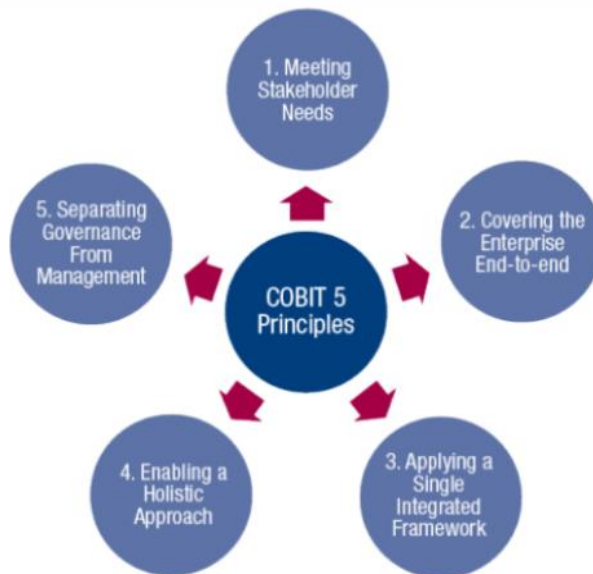 1. Meeting
Stakeholder
Needs
5. Separating
Governance
From
Management
2. Covering the
Enterprise
End-to-end
COBIT 5
Principles
4. Enabling a
Holistic
Approach
3. Applying a
Single
Integrated
Framework